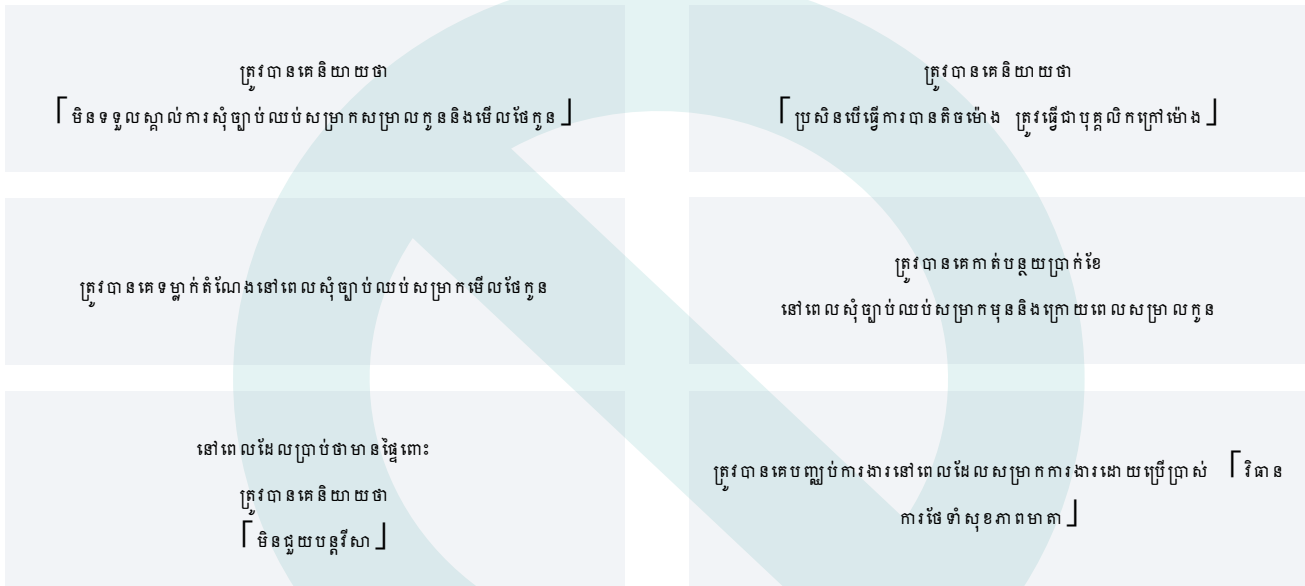 ត្រូវបានគេនិយាយថា
「មិនទទួលស្គាល់ការសុំច្បាប់ឈប់សម្រាកសម្រាលកូននិងមើលថែកូន」
ត្រូវបានគេនិយាយថា
「ប្រសិនបើធ្វើការបានតិចម៉ោង ត្រូវធ្វើជាបុគ្គលិកក្រៅម៉ោង」
ត្រូវបានគេទម្លាក់តំណែងនៅពេលសុំច្បាប់ឈប់សម្រាកមើលថែកូន
ត្រូវបានគេកាត់បន្ថយប្រាក់ខែ
នៅពេលសុំច្បាប់ឈប់សម្រាកមុននិងក្រោយពេលសម្រាលកូន
នៅពេលដែលប្រាប់ថាមានផ្ទៃពោះ
ត្រូវបានគេនិយាយថា
「មិនជួយបន្តវីសា」
ត្រូវបានគេបញ្ឈប់ការងារនៅពេលដែលសម្រាកការងារដោយប្រើប្រាស់ 「វិធាន
ការថែទាំសុខភាពមាតា」